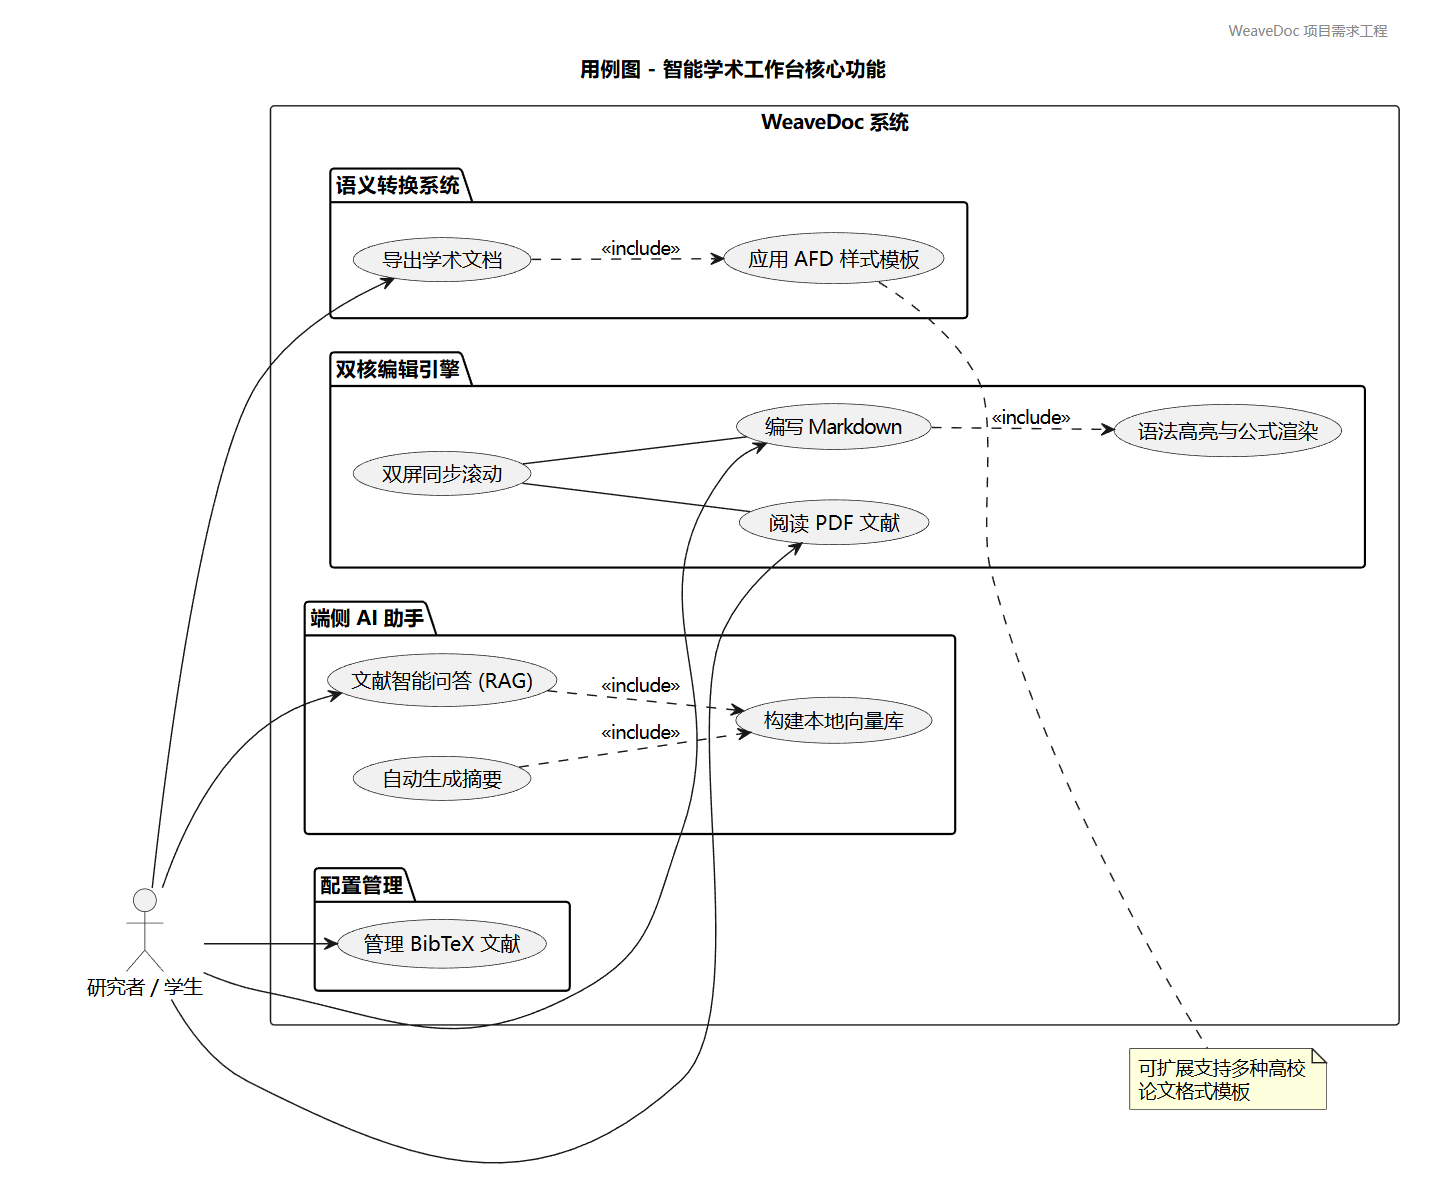 WeaveDoc 项目需求工程
用例图 - 智能学术工作台核心功能
WeaveDoc 系统
语义转换系统
导出学术文档
«include»
应用 AFD 样式模板
双核编辑引擎
编写 Markdown
«include»
语法高亮与公式渲染
双屏同步滚动
阅读 PDF 文献
端侧 AI 助手
文献智能问答 (RAG)
«include»
构建本地向量库
«include»
自动生成摘要
配置管理
管理 BibTeX 文献
研究者 / 学生
可扩展支持多种高校
论文格式模板